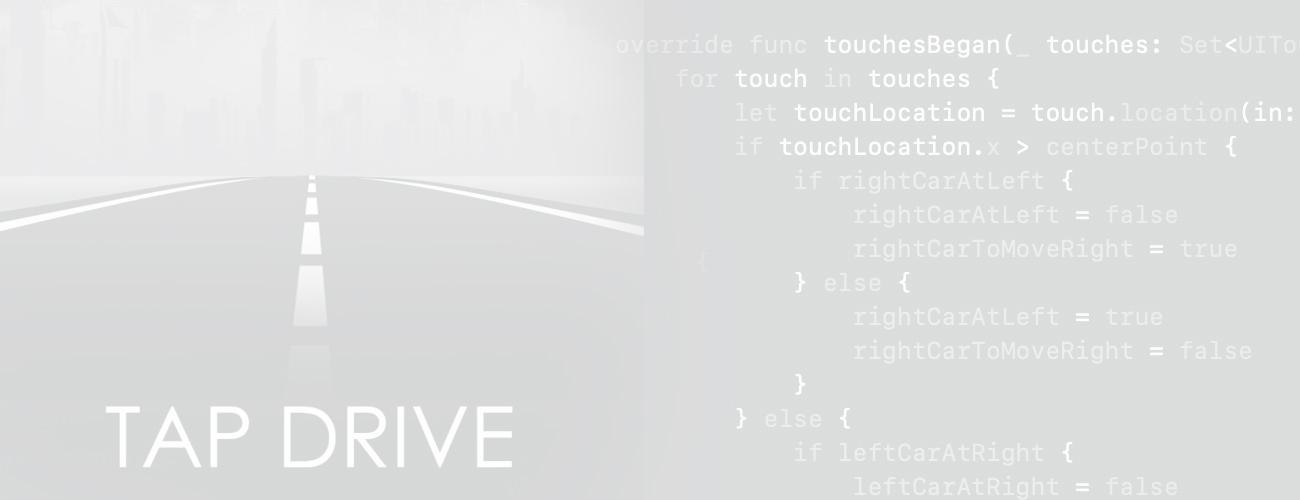 TAP DRIVE
override func touchesBegan(_ touches: Set<UITo
for touch in touches {
let touchLocation = touch.location(in:
if touchLocation.x > centerPoint {
if rightCarAtLeft {
rightCarAtLeft = false
rightCarToMoveRight = true
{
} else {
rightCarAtLeft = true
rightCarToMoveRight = false
}
} else {
if leftCarAtRight {
leftCarAtRight = false